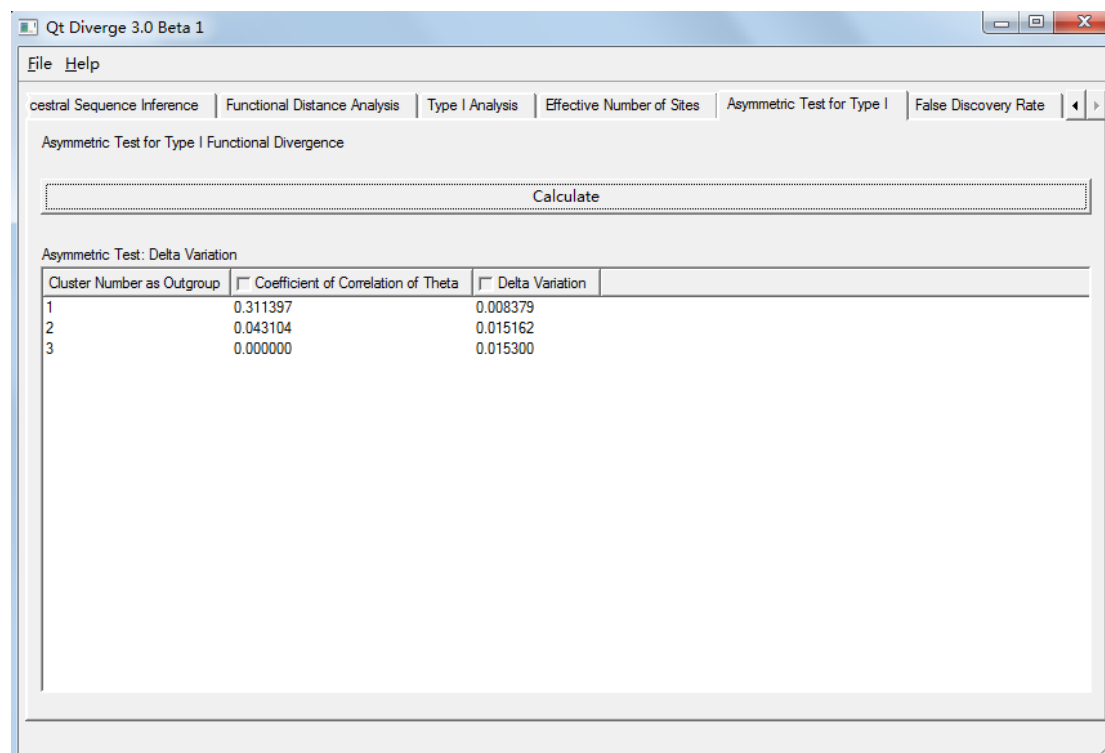 Qt Diverge 3.0 Beta 1
File Help
cestral Sequence Inference Functional Distance Analysis Type I Analysis Effective Number of Sites Asymmetric Test for Type I False Discovery Rate
Asymmetric Test for Type I Functional Divergence
Calculate
Asymmetric Test: Delta Variation
Cluster Number as Outgroup Coefficient of Correlation of Theta Delta Variation
1 0.311397 0.008379
2 0.043104 0.015162
3 0.000000 0.015300